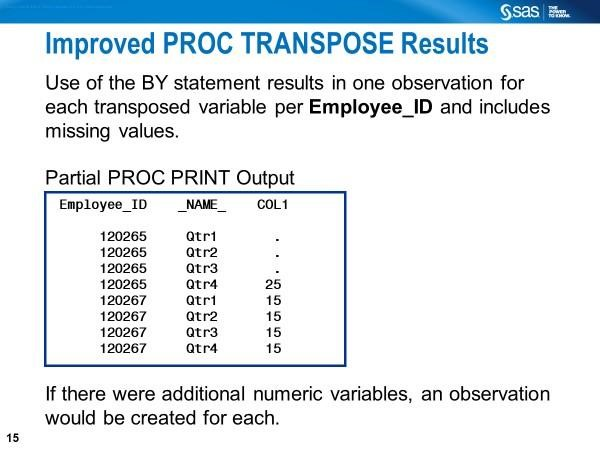 sas THE POWER TO KNOW.
Improved PROC TRANSPOSE Results
Use of the BY statement results in one observation for
each transposed variable per Employee_ID and includes
missing values.
Partial PROC PRINT Output
Employee_ID _NAME_ COL1
120265 Qtr1 .
120265 Qtr2 .
120265 Qtr3 .
120265 Qtr4 25
120267 Qtr1 15
120267 Qtr2 15
120267 Qtr3 15
120267 Qtr4 15
If there were additional numeric variables, an observation
would be created for each.
15